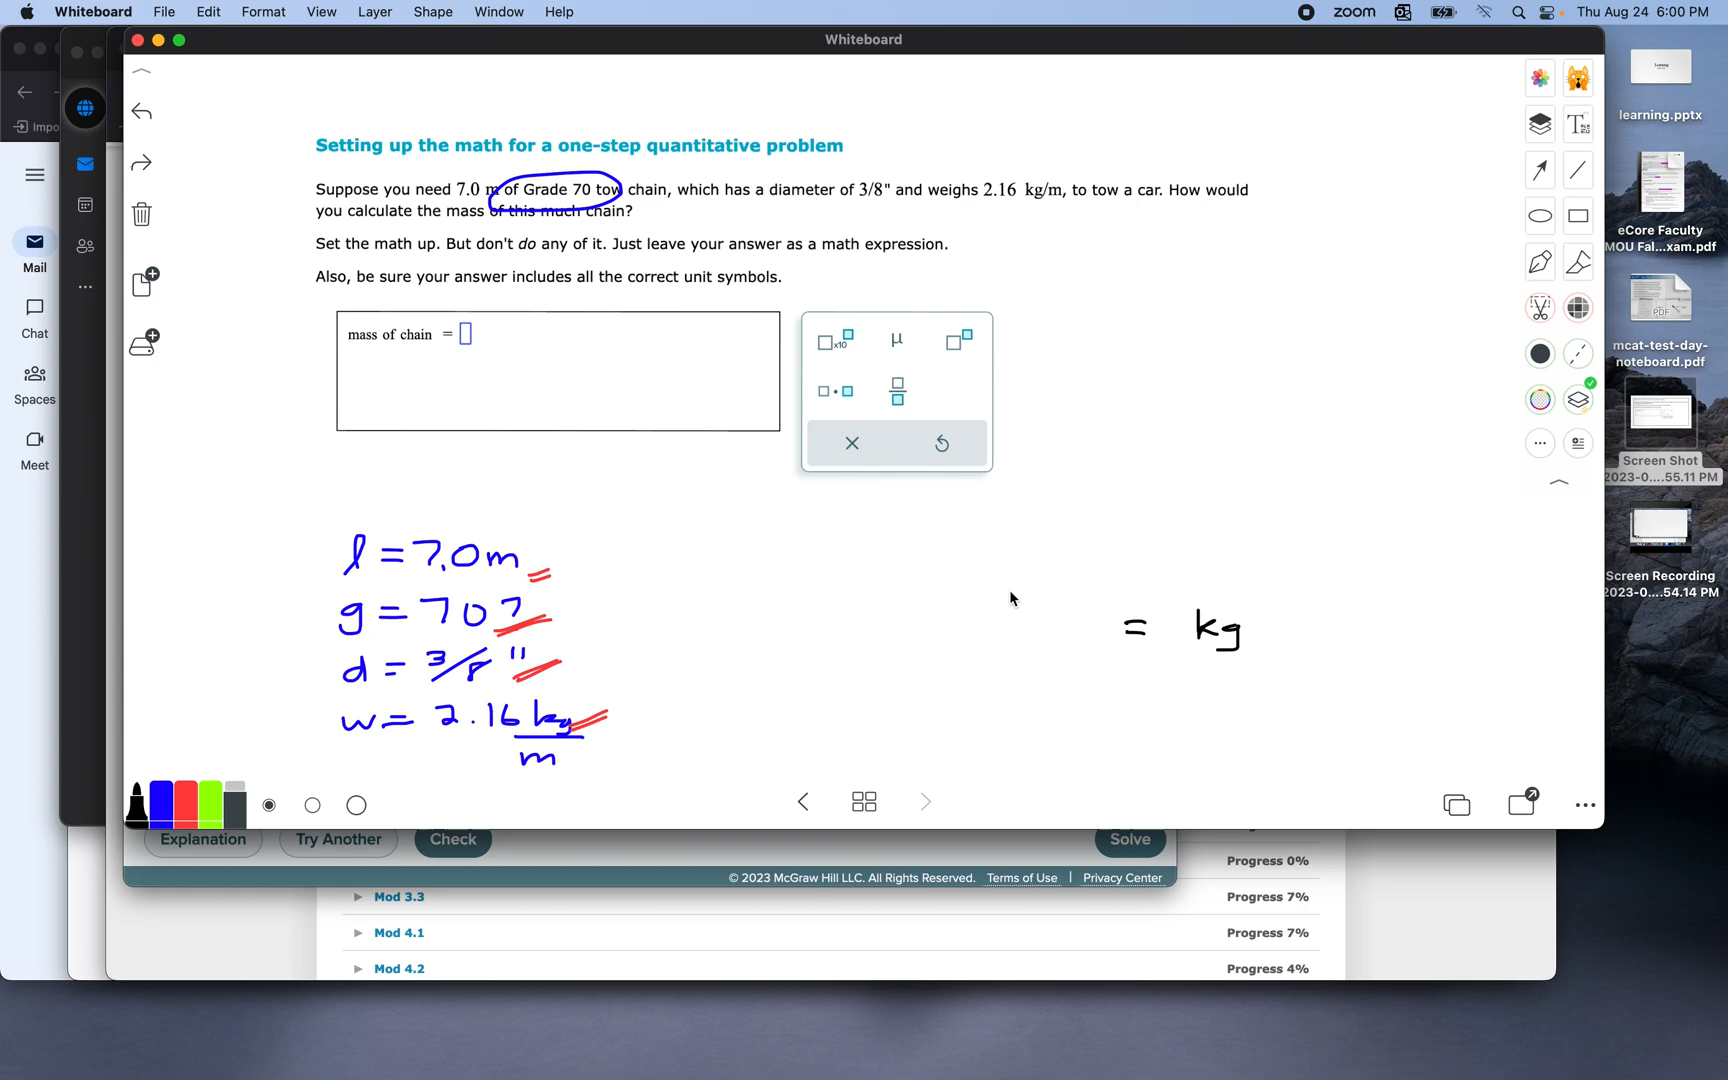 Whiteboard File Edit Format View Layer Shape Window Help zoom Thu Aug 24 6:00 PM
Whiteboard
Impo
Mail
Chat
Spaces
Meet
Setting up the math for a one-step quantitative problem
Suppose you need 7.0 m of Grade 70 tow chain, which has a diameter of 3/8" and weighs 2.16 kg/m, to tow a car. How would
you calculate the mass of this much chain?
Set the math up. But don't do any of it. Just leave your answer as a math expression.
Also, be sure your answer includes all the correct unit symbols.
mass of chain =
x10 μ
l = 7.0 m
g = 70 ?
d = 3/8 "
w = 2.16 kg
m
= kg
learning.pptx
eCore Faculty
MOU Fal...xam.pdf
PDF
mcat-test-day-
noteboard.pdf
Screen Shot
2023-0....55.11 PM
Screen Recording
2023-0....54.14 PM
Explanation Try Another Check Solve
© 2023 McGraw Hill LLC. All Rights Reserved. Terms of Use | Privacy Center
Progress 0%
Mod 3.3 Progress 7%
Mod 4.1 Progress 7%
Mod 4.2 Progress 4%